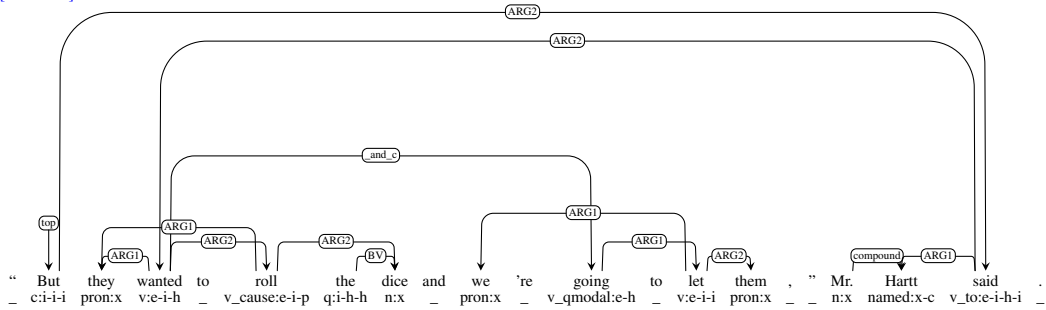 ARG2
ARG2
_and_c
top
ARG1
ARG1
ARG2
ARG2
ARG1
ARG1
BV
ARG2
compound
ARG1
“ But they wanted to roll the dice and we 're going to let them , ” Mr. Hartt said .
_ c:i-i-i pron:x v:e-i-h _ v_cause:e-i-p q:i-h-h n:x _ pron:x _ v_qmodal:e-h _ v:e-i-i pron:x _ _ n:x named:x-c v_to:e-i-h-i _